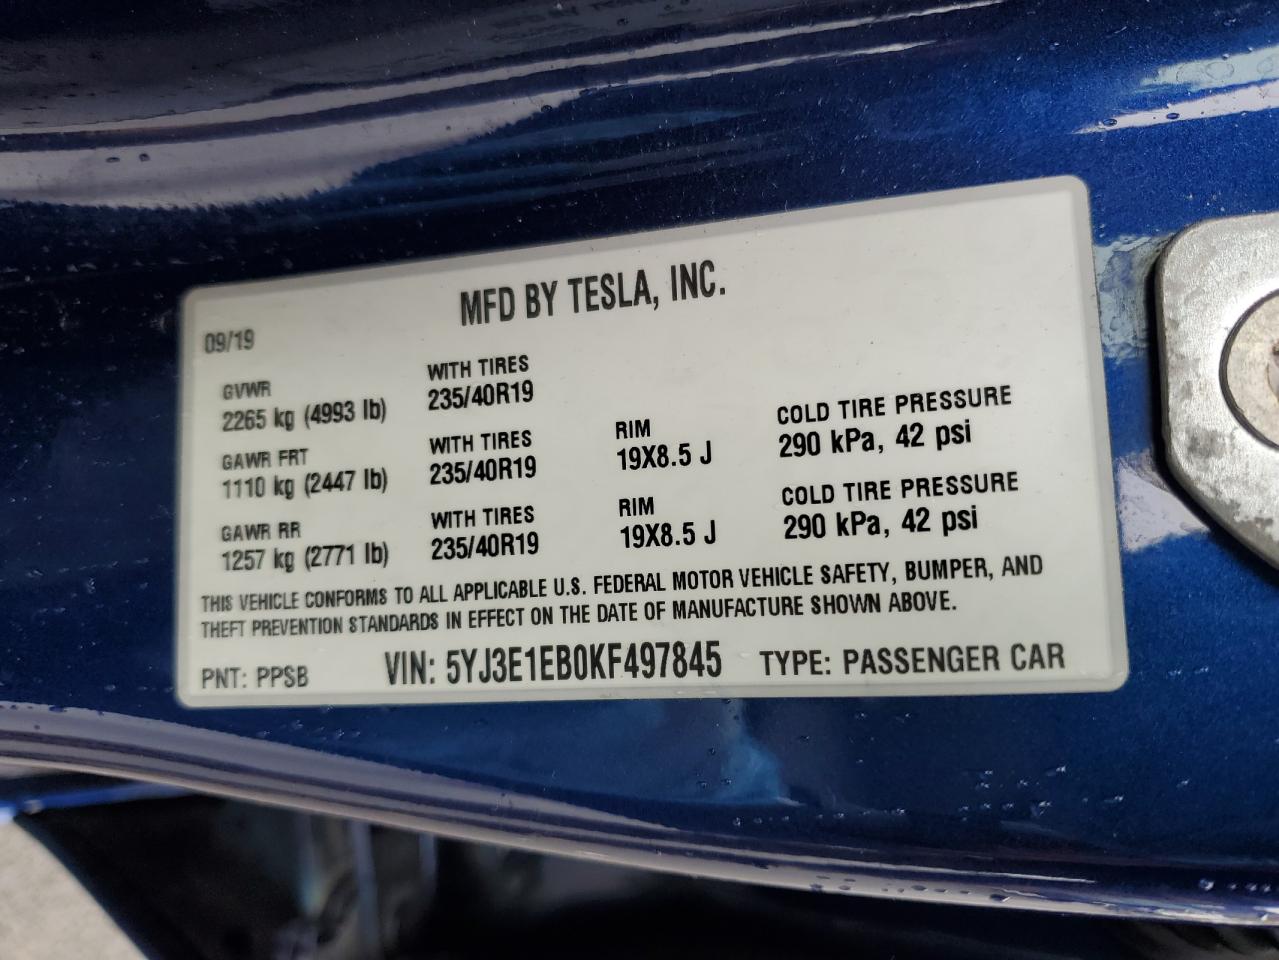 MFD BY TESLA, INC.
09/19
GVWR WITH TIRES
2265 kg (4993 lb) 235/40R19
GAWR FRT WITH TIRES RIM COLD TIRE PRESSURE
1110 kg (2447 lb) 235/40R19 19X8.5 J 290 kPa, 42 psi
GAWR RR WITH TIRES RIM COLD TIRE PRESSURE
1257 kg (2771 lb) 235/40R19 19X8.5 J 290 kPa, 42 psi
THIS VEHICLE CONFORMS TO ALL APPLICABLE U.S. FEDERAL MOTOR VEHICLE SAFETY, BUMPER, AND
THEFT PREVENTION STANDARDS IN EFFECT ON THE DATE OF MANUFACTURE SHOWN ABOVE.
PNT: PPSB VIN: 5YJ3E1EB0KF497845 TYPE: PASSENGER CAR